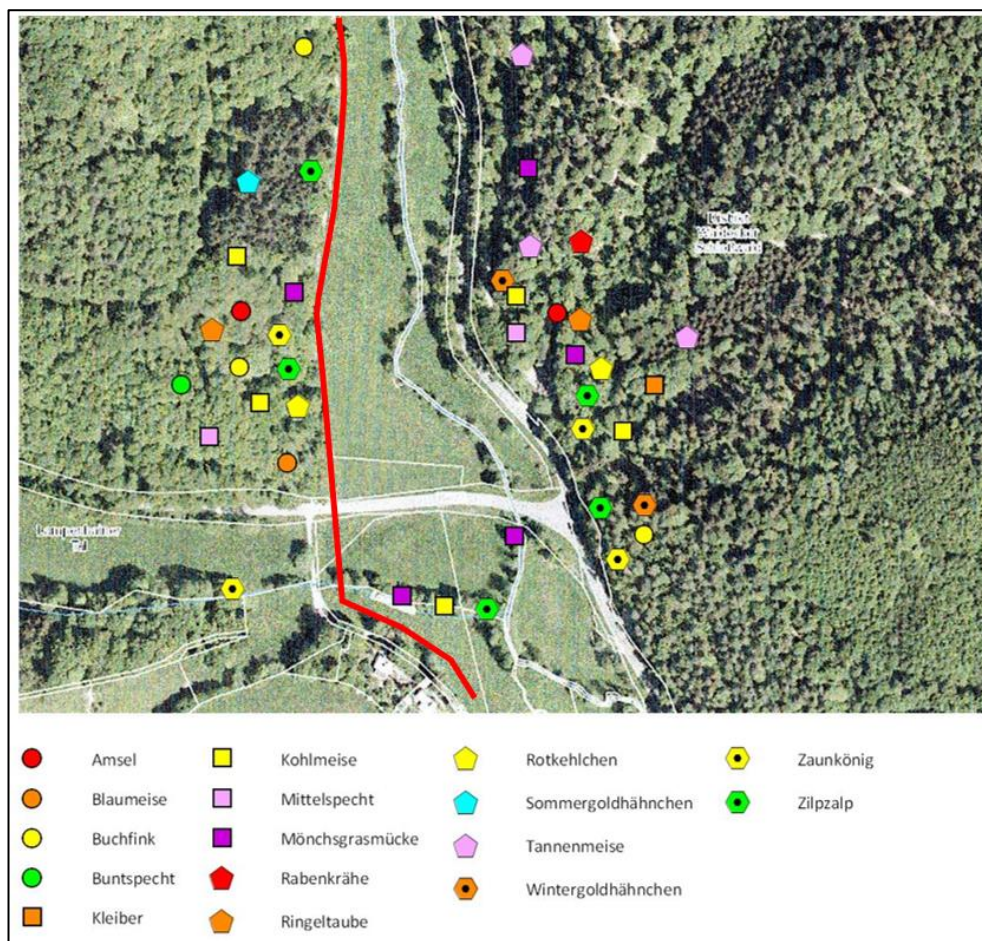 Amsel
Blaumeise
Buchfink
Buntspecht
Kleiber
Kohlmeise
Mittelspecht
Mönchsgrasmücke
Rabenkrähe
Ringeltaube
Rotkehlchen
Sommergoldhähnchen
Tannenmeise
Wintergoldhähnchen
Zaunkönig
Zilpzalp